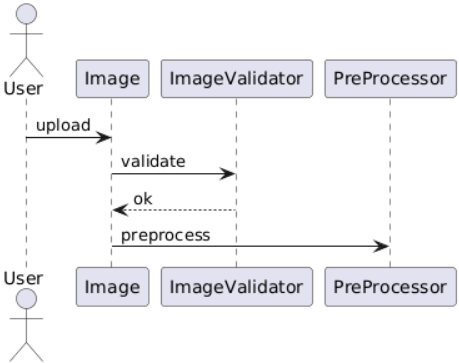 User
Image
ImageValidator
PreProcessor
upload
validate
ok
preprocess
User
Image
ImageValidator
PreProcessor